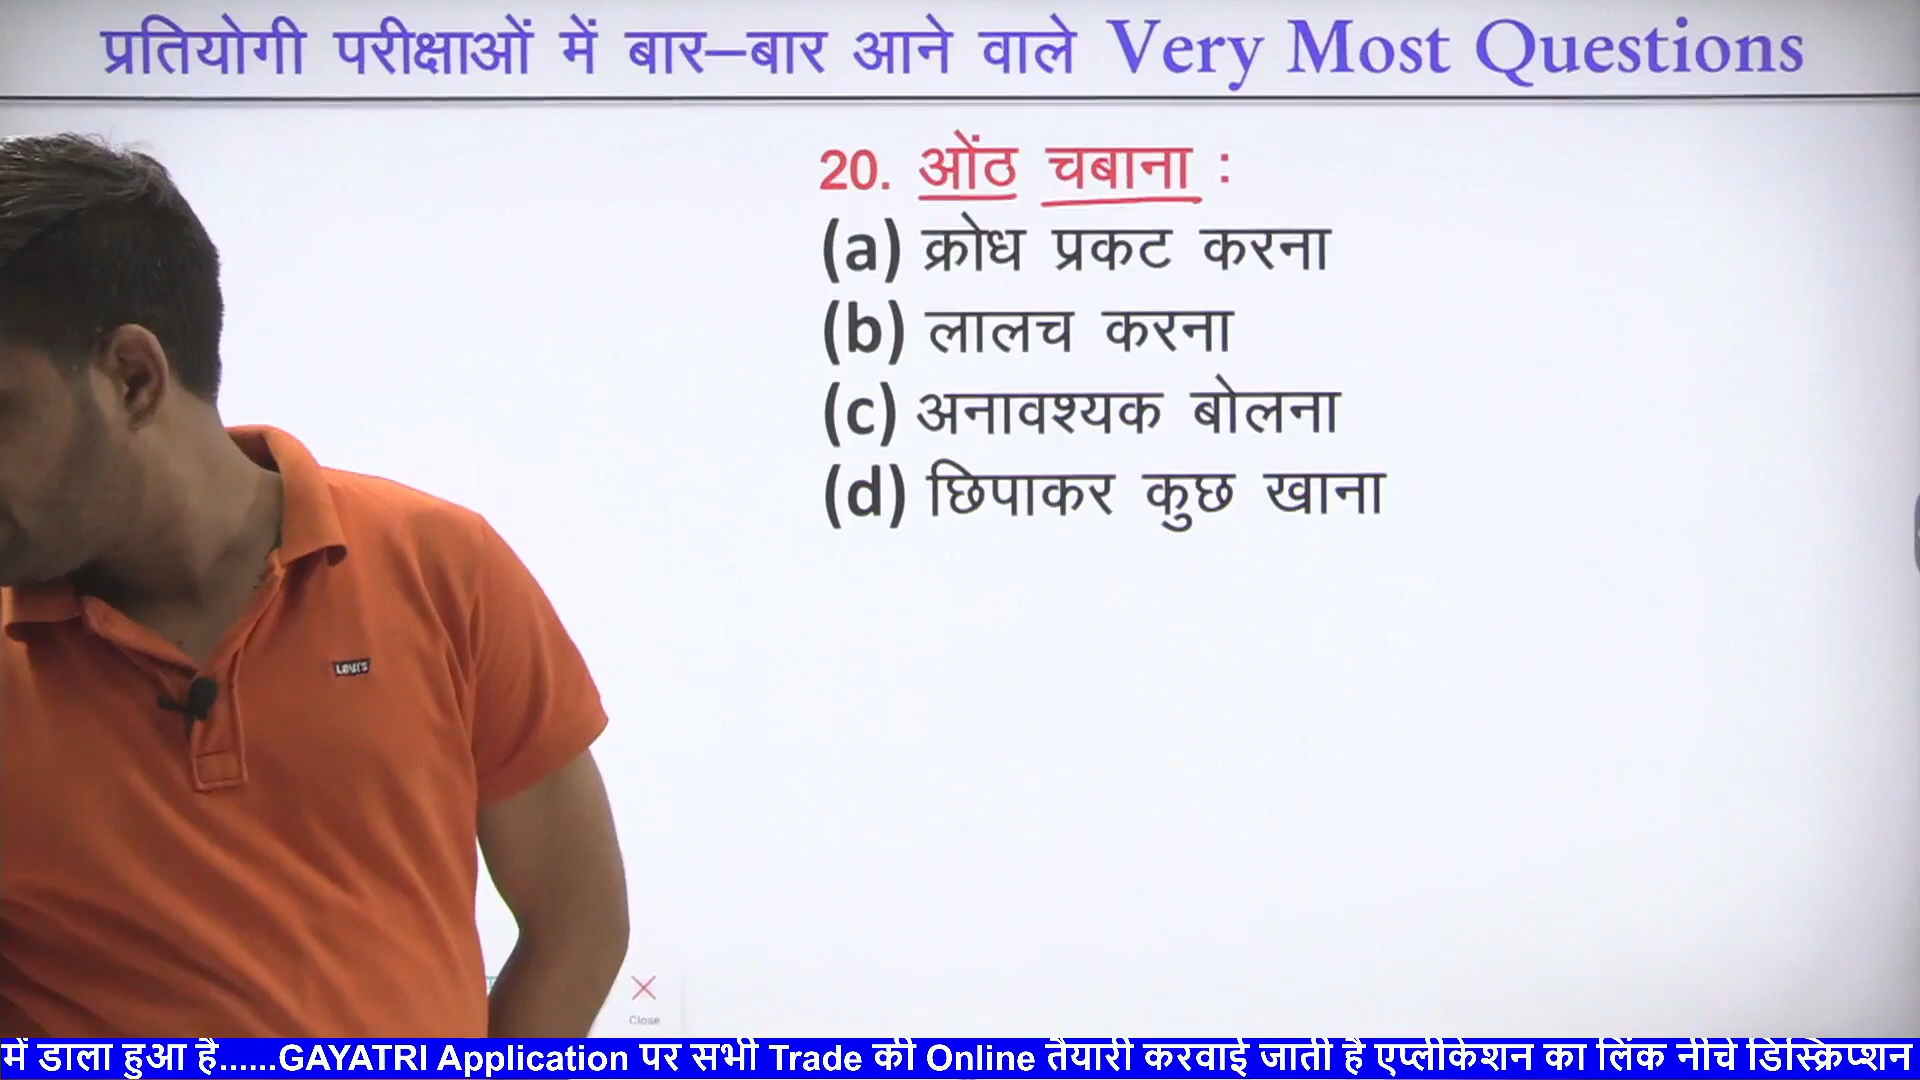 प्रतियोगी परीक्षाओं में बार–बार आने वाले Very Most Questions
20. ओंठ चबाना :
(a) क्रोध प्रकट करना
(b) लालच करना
(c) अनावश्यक बोलना
(d) छिपाकर कुछ खाना
Levi's
Close
में डाला हुआ है......GAYATRI Application पर सभी Trade की Online तैयारी करवाई जाती है एप्लीकेशन का लिंक नीचे डिस्क्रिप्शन